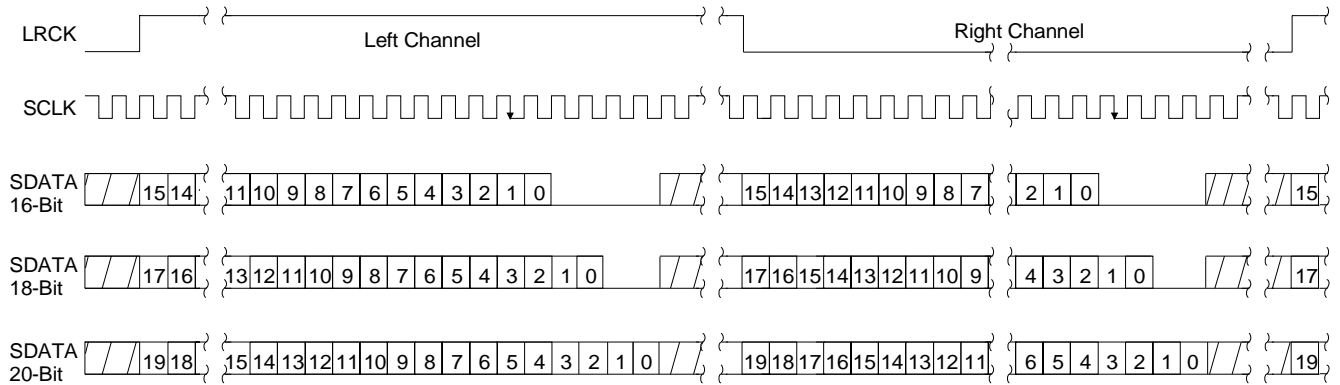 LRCK Left Channel Right Channel
SCLK
SDATA 15 14 11 10 9 8 7 6 5 4 3 2 1 0 15 14 13 12 11 10 9 8 7 2 1 0 15
16-Bit
SDATA 17 16 13 12 11 10 9 8 7 6 5 4 3 2 1 0 17 16 15 14 13 12 11 10 9 4 3 2 1 0 17
18-Bit
SDATA 19 18 15 14 13 12 11 10 9 8 7 6 5 4 3 2 1 0 19 18 17 16 15 14 13 12 11 6 5 4 3 2 1 0 19
20-Bit